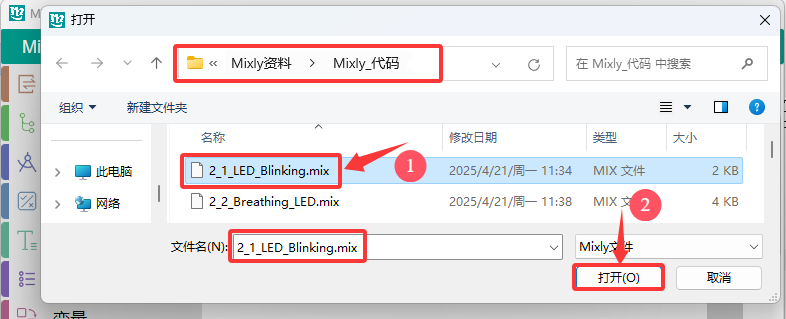 M
打开
Mi
« Mixly资料 > Mixly_代码
在 Mixly_代码 中搜索
组织 新建文件夹
名称 修改日期 类型 大小
此电脑
2_1_LED_Blinking.mix 2025/4/21/周一 11:34 MIX 文件 2 KB
1
网络
2_2_Breathing_LED.mix 2025/4/21/周一 11:38 MIX 4 KB
2
文件名(N): 2_1_LED_Blinking.mix Mixly文件
打开(O) 取消
变量